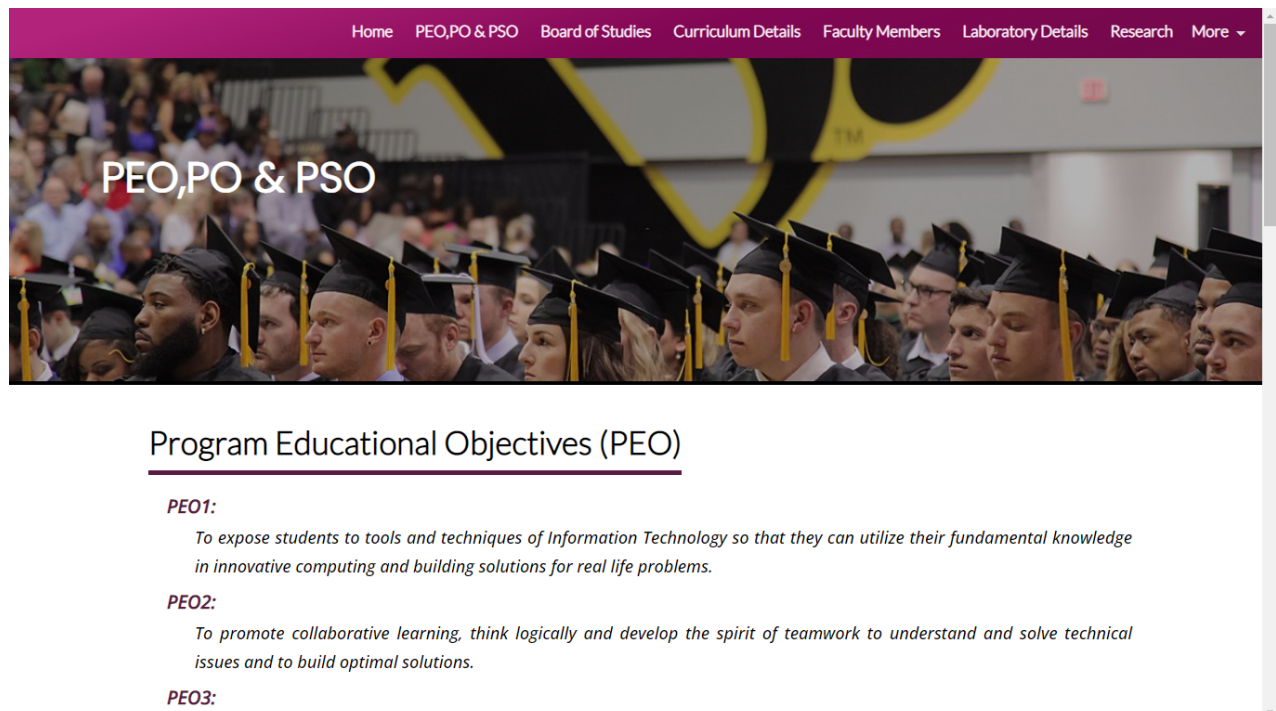 Home PEO,PO & PSO Board of Studies Curriculum Details Faculty Members Laboratory Details Research More
TM
PEO,PO & PSO
Program Educational Objectives (PEO)
PEO1:
To expose students to tools and techniques of Information Technology so that they can utilize their fundamental knowledge
in innovative computing and building solutions for real life problems.
PEO2:
To promote collaborative learning, think logically and develop the spirit of teamwork to understand and solve technical
issues and to build optimal solutions.
PEO3: